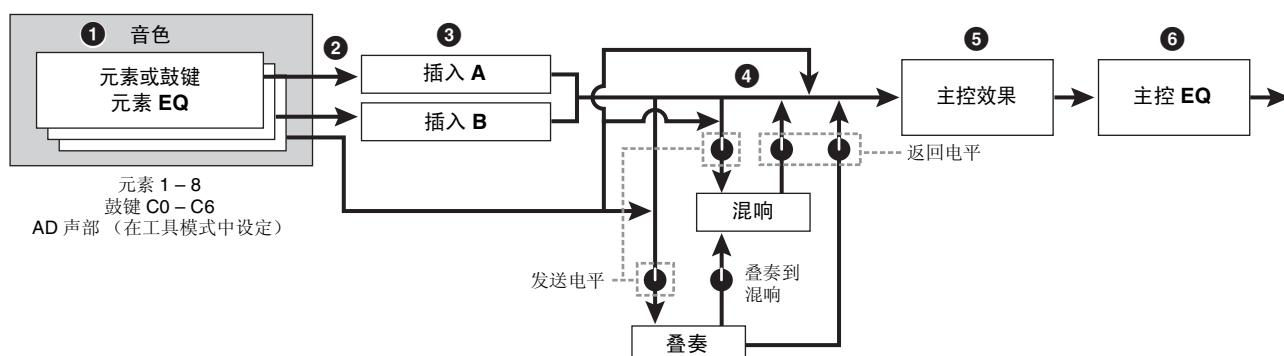 ❶ 音色
元素或鼓键
元素 EQ
元素 1 – 8
鼓键 C0 – C6
AD 声部 （在工具模式中设定）
❷
❸
插入 A
插入 B
❹
❺
主控效果
❻
主控 EQ
返回电平
混响
发送电平
叠奏到
混响
叠奏